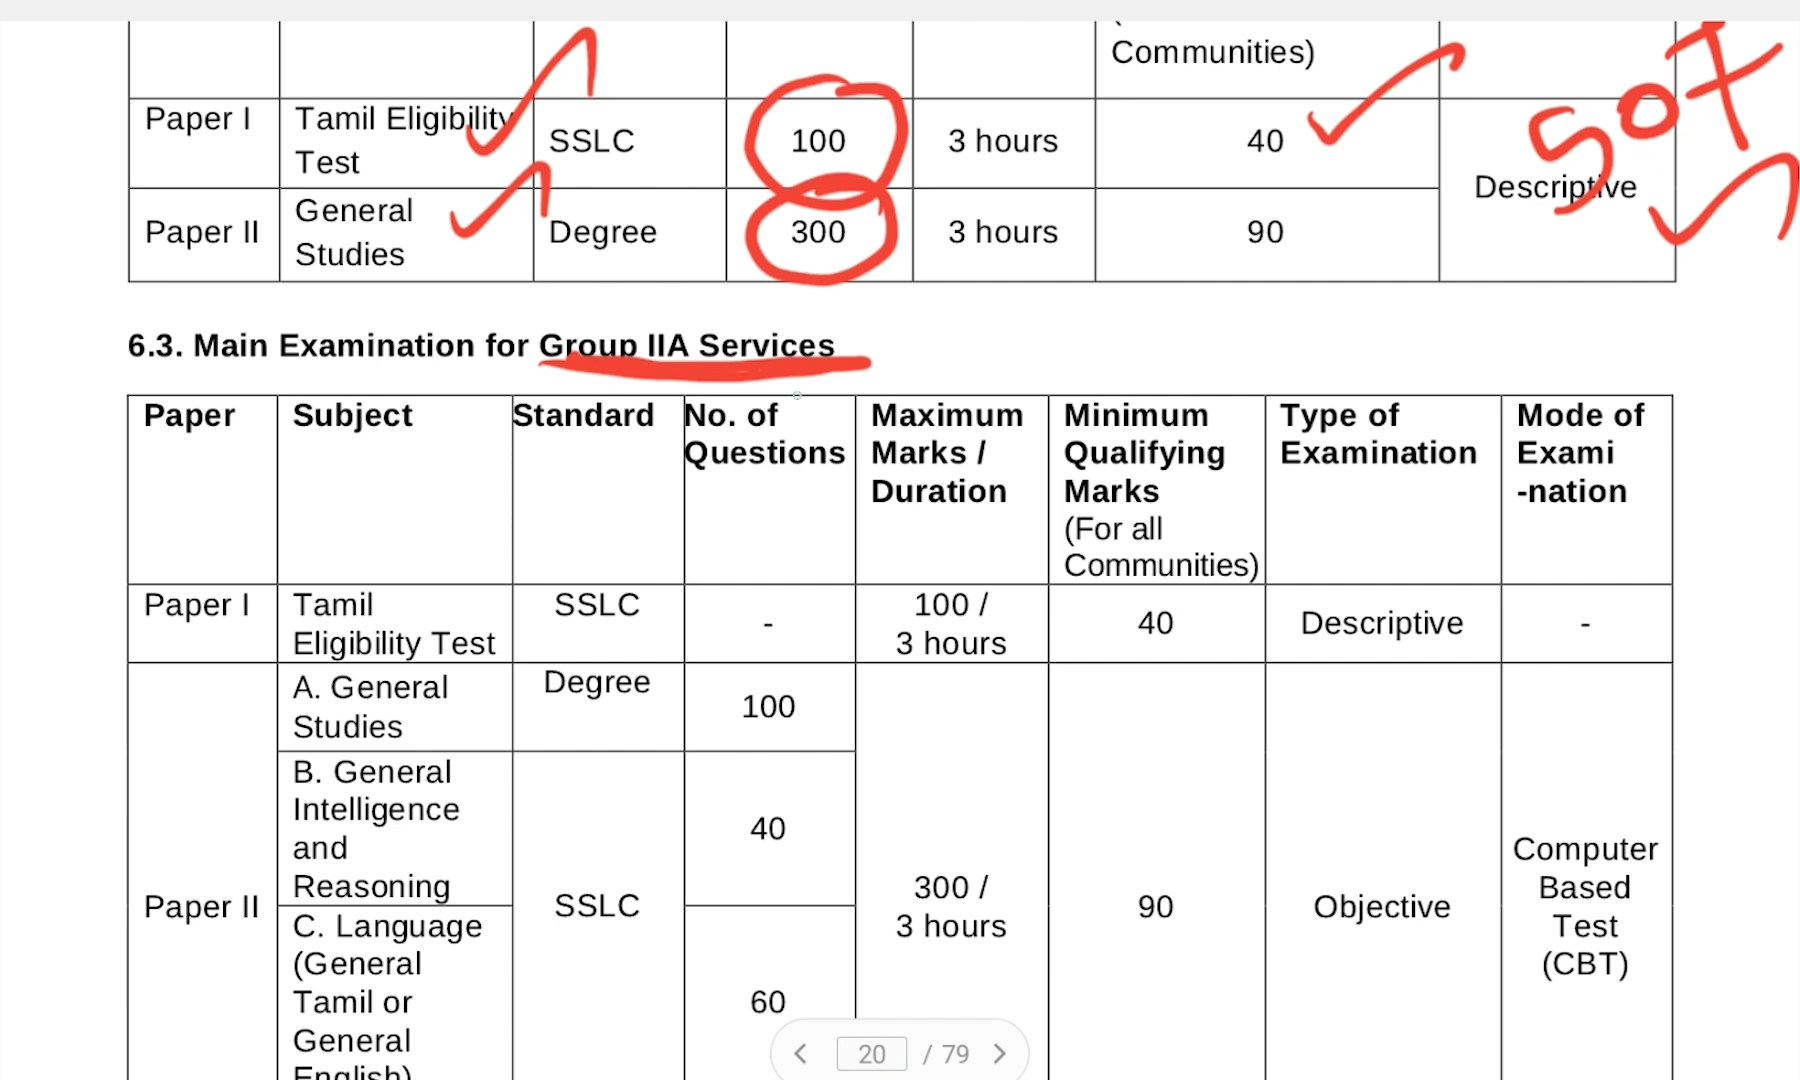 Communities)
Paper I
Tamil Eligibility
Test
SSLC
100
3 hours
40
507
Descriptive
Paper II
General
Studies
Degree
300
3 hours
90
6.3. Main Examination for Group IIA Services
Paper
Subject
Standard
No. of
Questions
Maximum
Marks /
Duration
Minimum
Qualifying
Marks
(For all
Communities)
Type of
Examination
Mode of
Exami
-nation
Paper I
Tamil
Eligibility Test
SSLC
-
100 /
3 hours
40
Descriptive
-
Paper II
A. General
Studies
Degree
100
B. General
Intelligence
and
Reasoning
40
C. Language
(General
Tamil or
General
English)
SSLC
60
300 /
3 hours
90
Objective
Computer
Based
Test
(CBT)
20 / 79